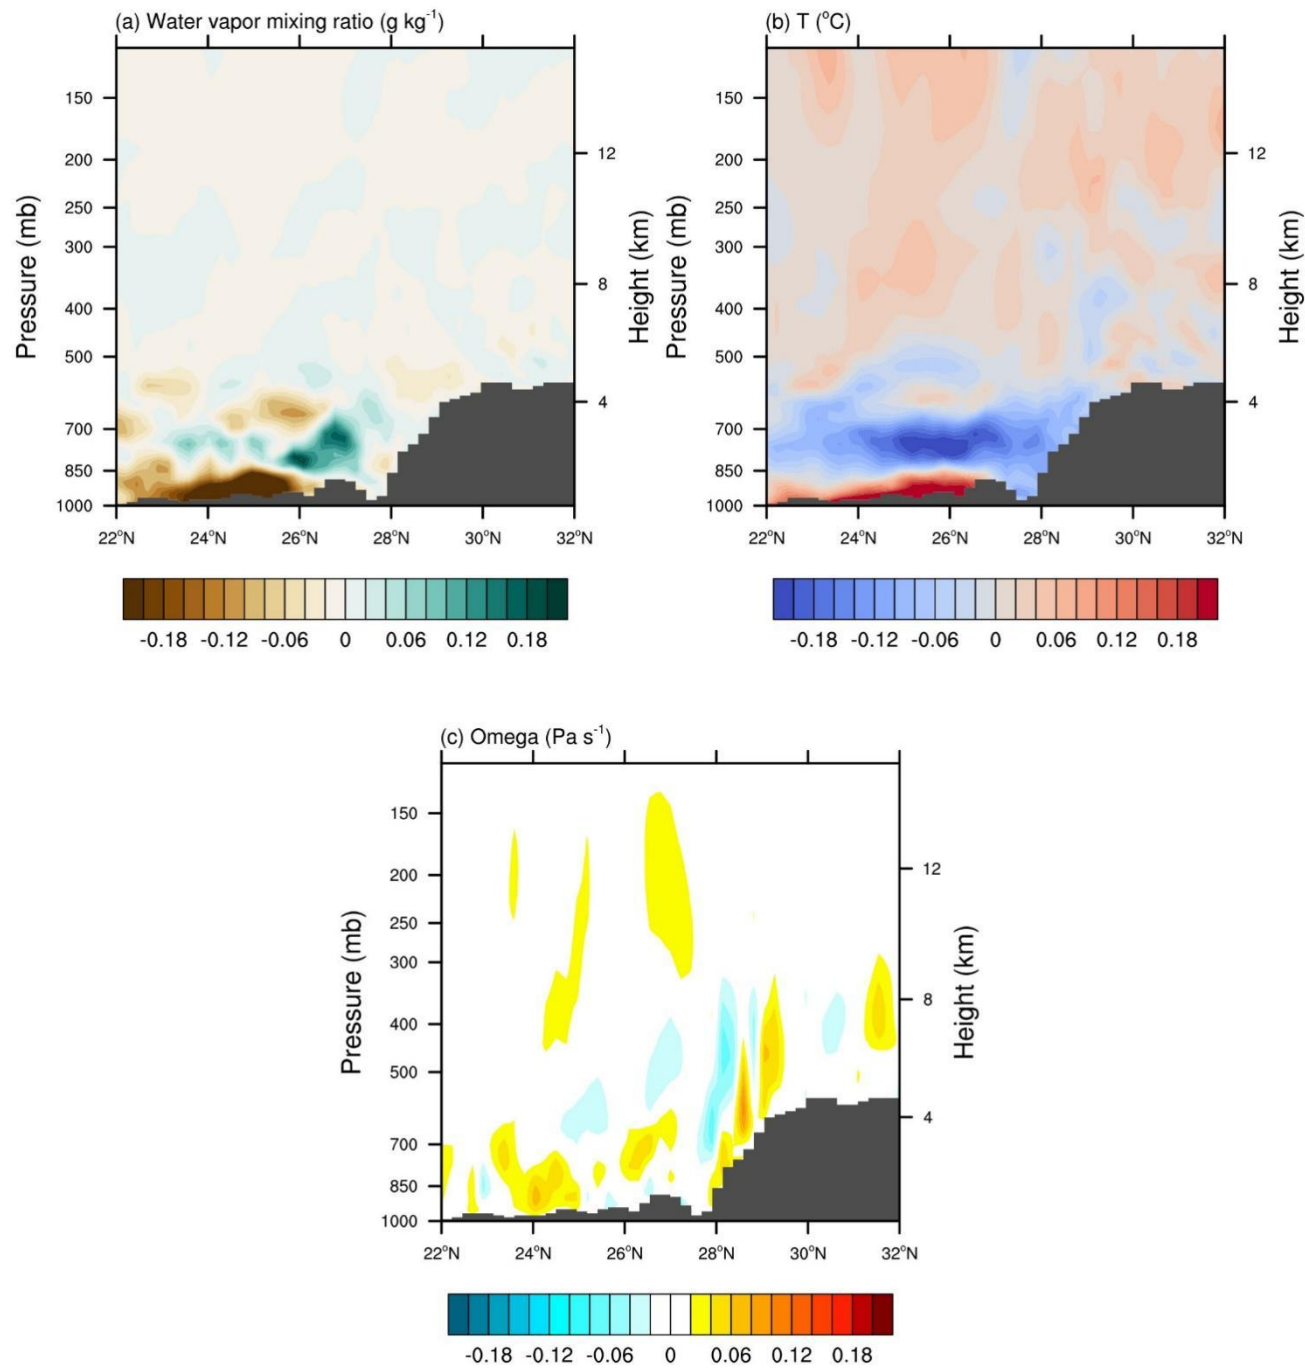 (a) Water vapor mixing ratio (g kg⁻¹)
Pressure (mb)
150
200
250
300
400
500
700
850
1000
12
8
4
Height (km)
22°N 24°N 26°N 28°N 30°N 32°N
-0.18 -0.12 -0.06 0 0.06 0.12 0.18
(b) T (°C)
Pressure (mb)
150
200
250
300
400
500
700
850
1000
12
8
4
Height (km)
22°N 24°N 26°N 28°N 30°N 32°N
-0.18 -0.12 -0.06 0 0.06 0.12 0.18
(c) Omega (Pa s⁻¹)
Pressure (mb)
150
200
250
300
400
500
700
850
1000
12
8
4
Height (km)
22°N 24°N 26°N 28°N 30°N 32°N
-0.18 -0.12 -0.06 0 0.06 0.12 0.18